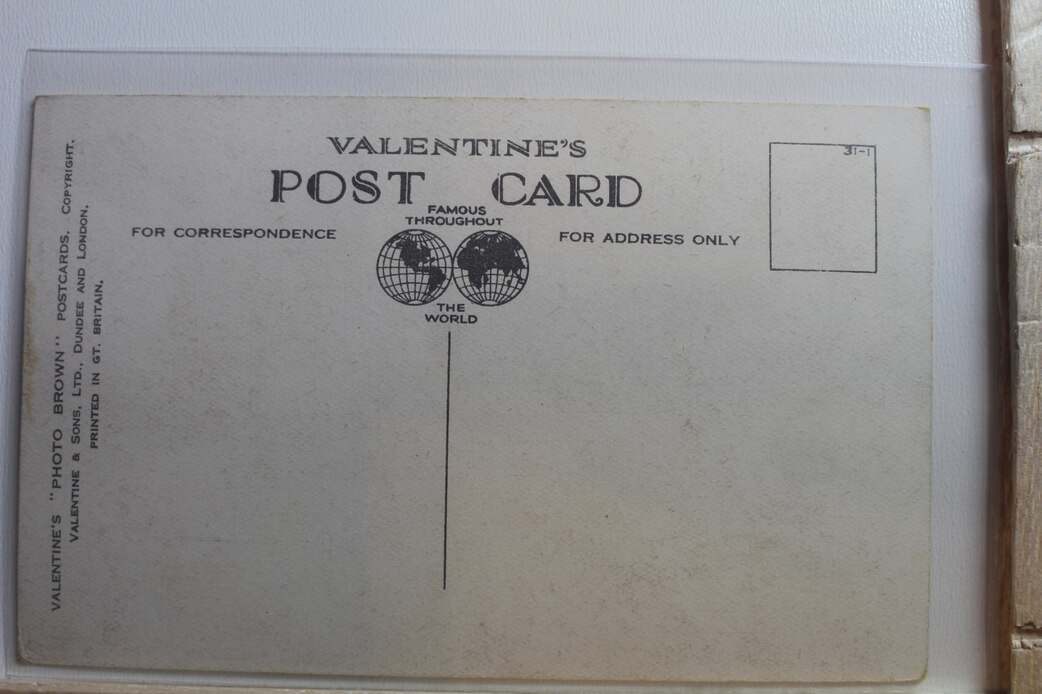 VALENTINE'S
POST CARD
FAMOUS
THROUGHOUT
THE
WORLD
FOR CORRESPONDENCE
FOR ADDRESS ONLY
31-1
VALENTINE'S "PHOTO BROWN" POSTCARDS. COPYRIGHT.
VALENTINE & SONS, LTD., DUNDEE AND LONDON.
PRINTED IN GT. BRITAIN.